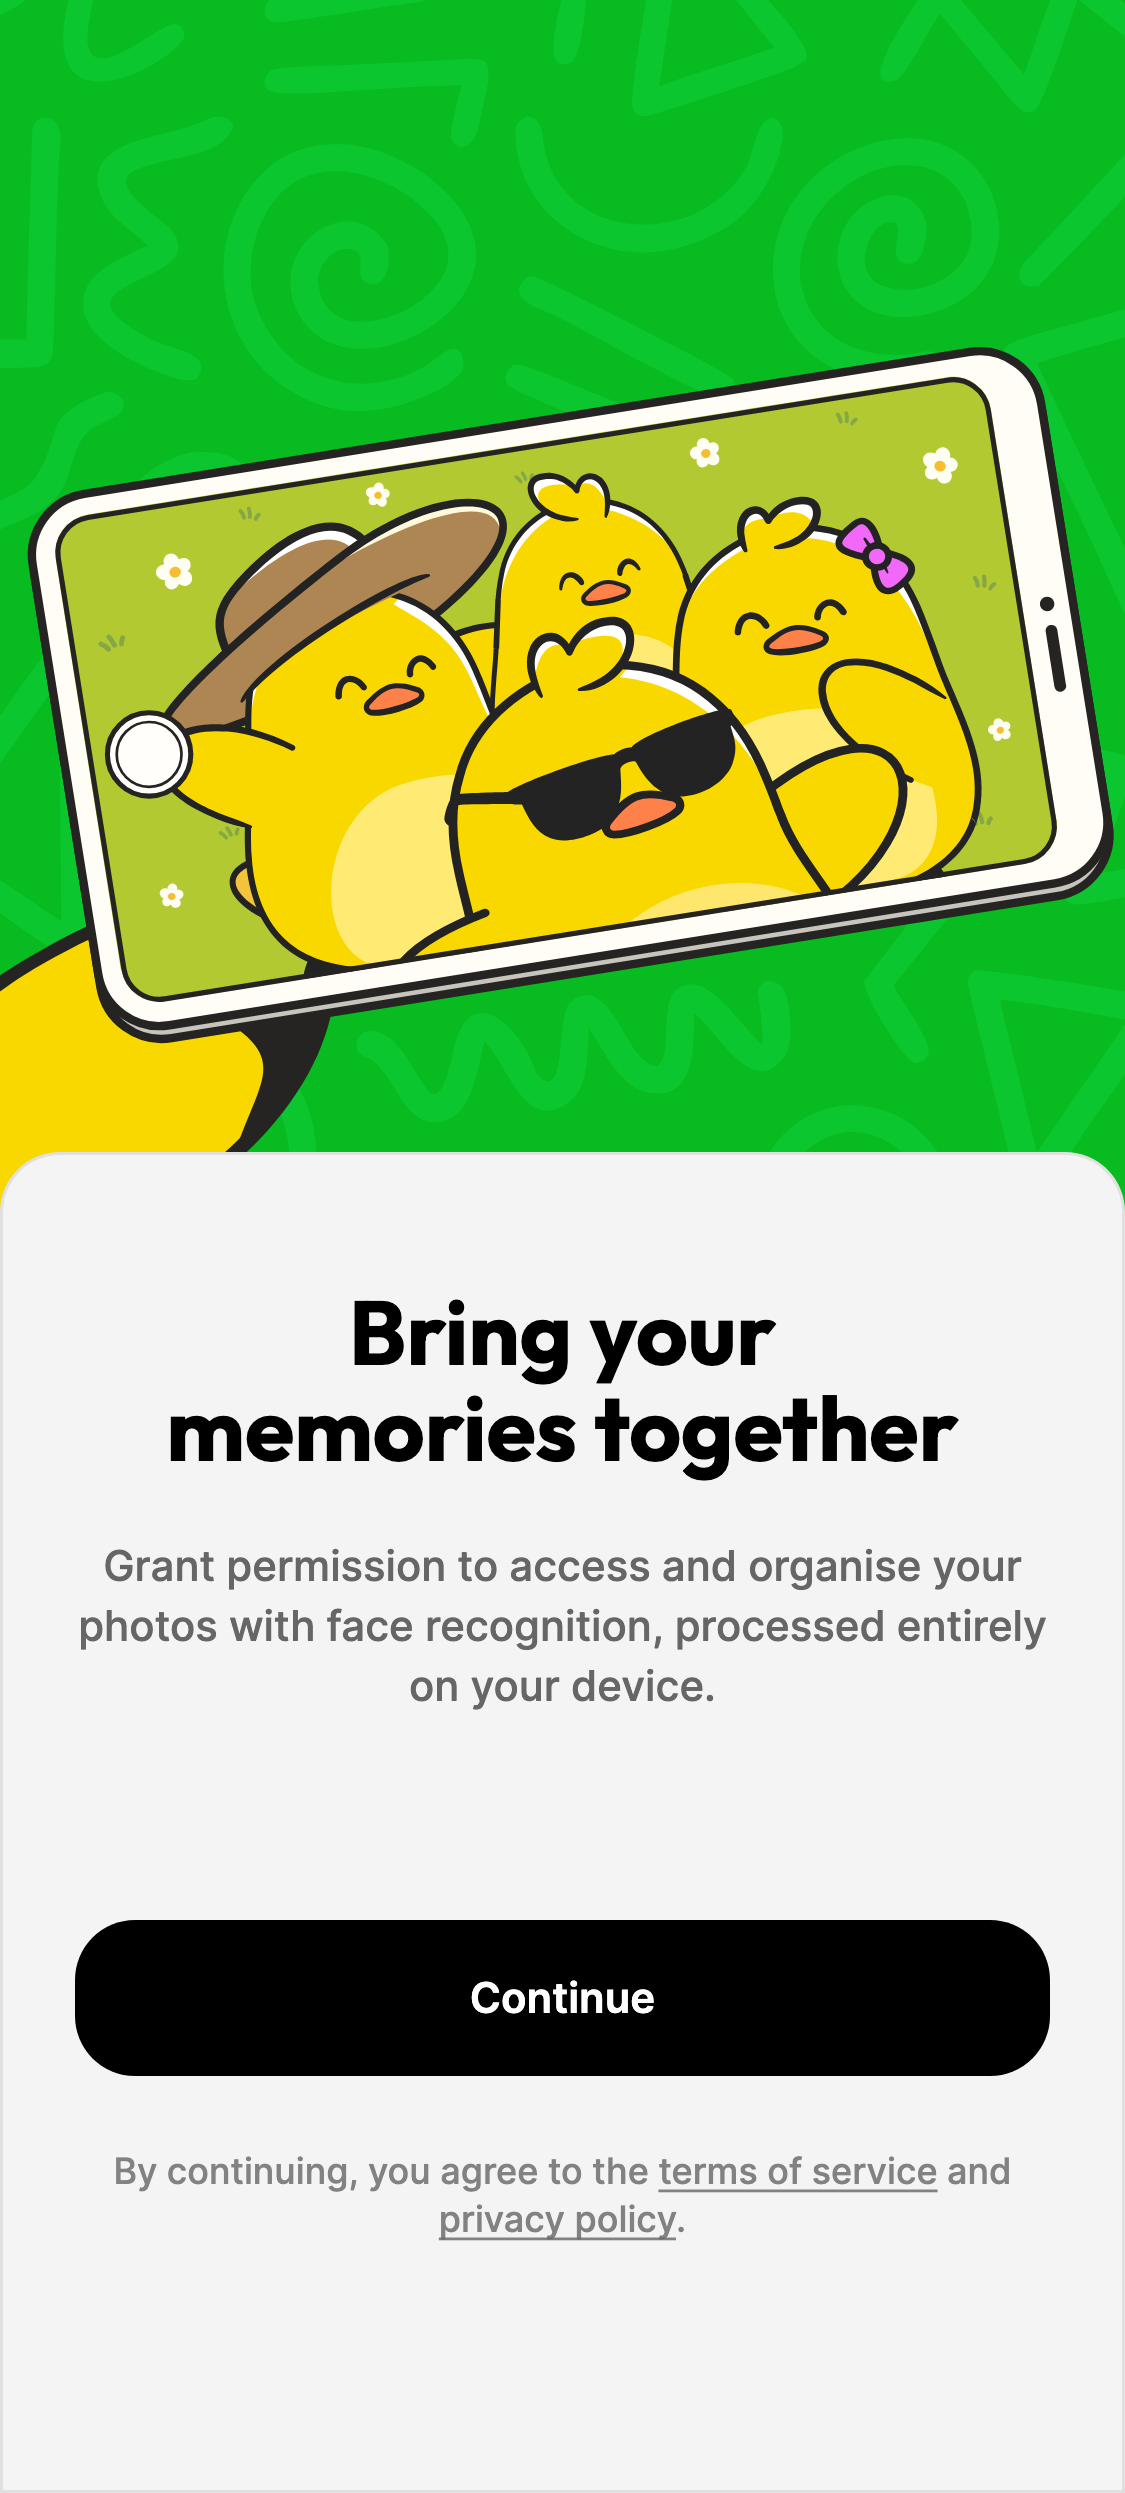 Bring your
memories together
Grant permission to access and organise your
photos with face recognition, processed entirely
on your device.
Continue
By continuing, you agree to the terms of service and
privacy policy.